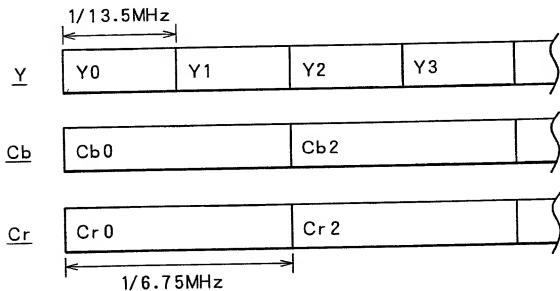 1/13.5MHz
Y Y0 Y1 Y2 Y3
Cb Cb0 Cb2
Cr Cr0 Cr2
1/6.75MHz